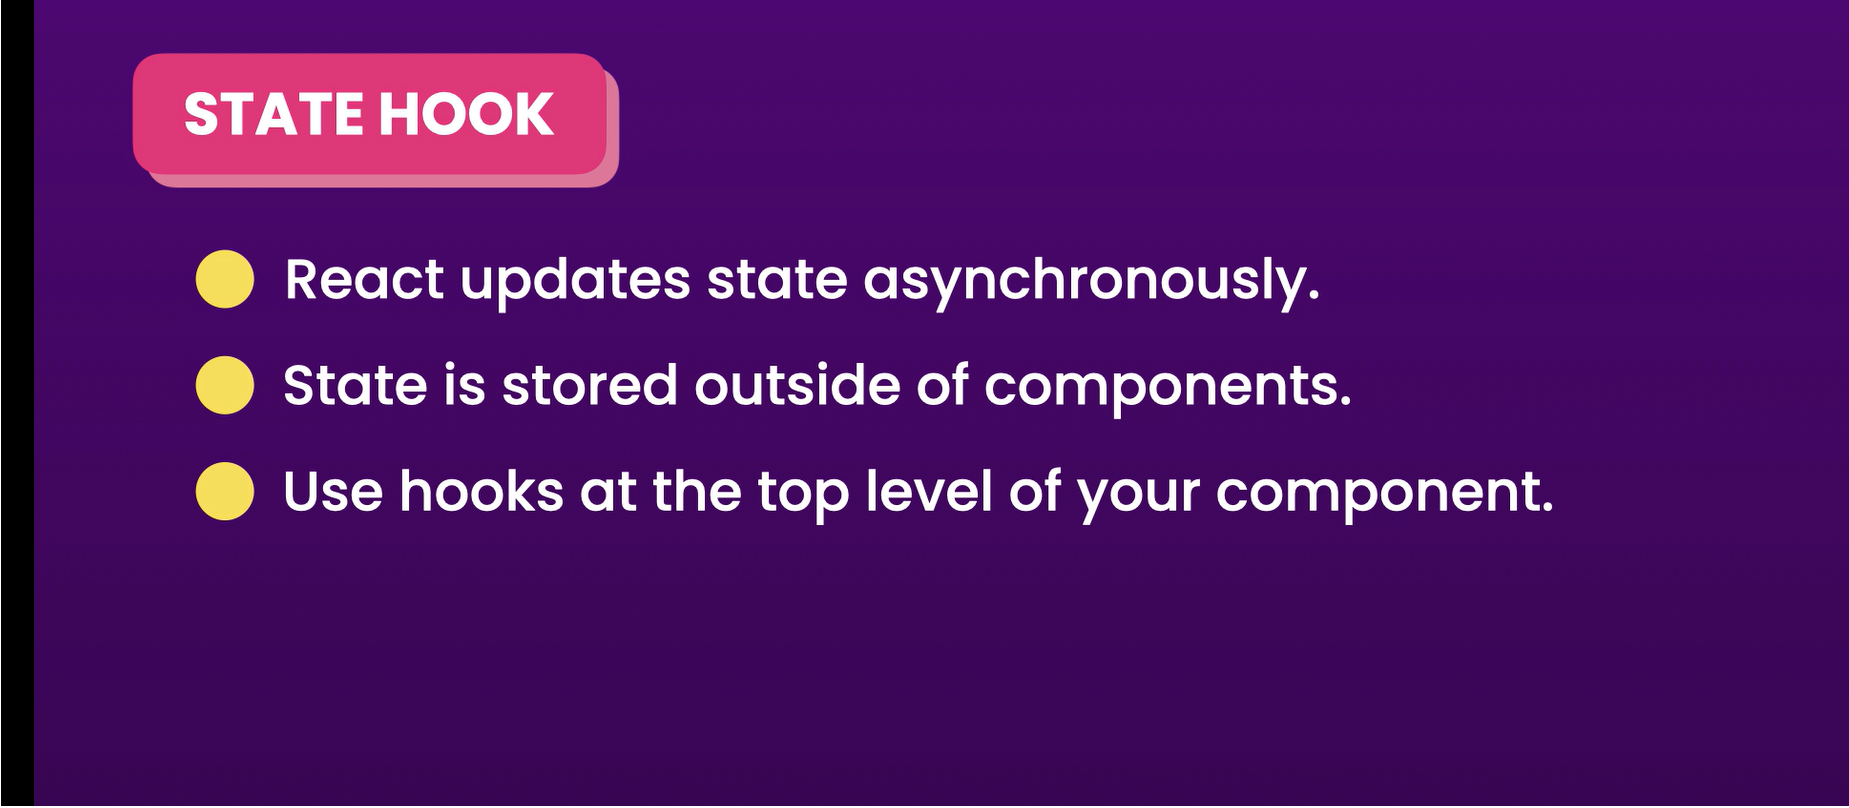 STATE HOOK
React updates state asynchronously.
State is stored outside of components.
Use hooks at the top level of your component.